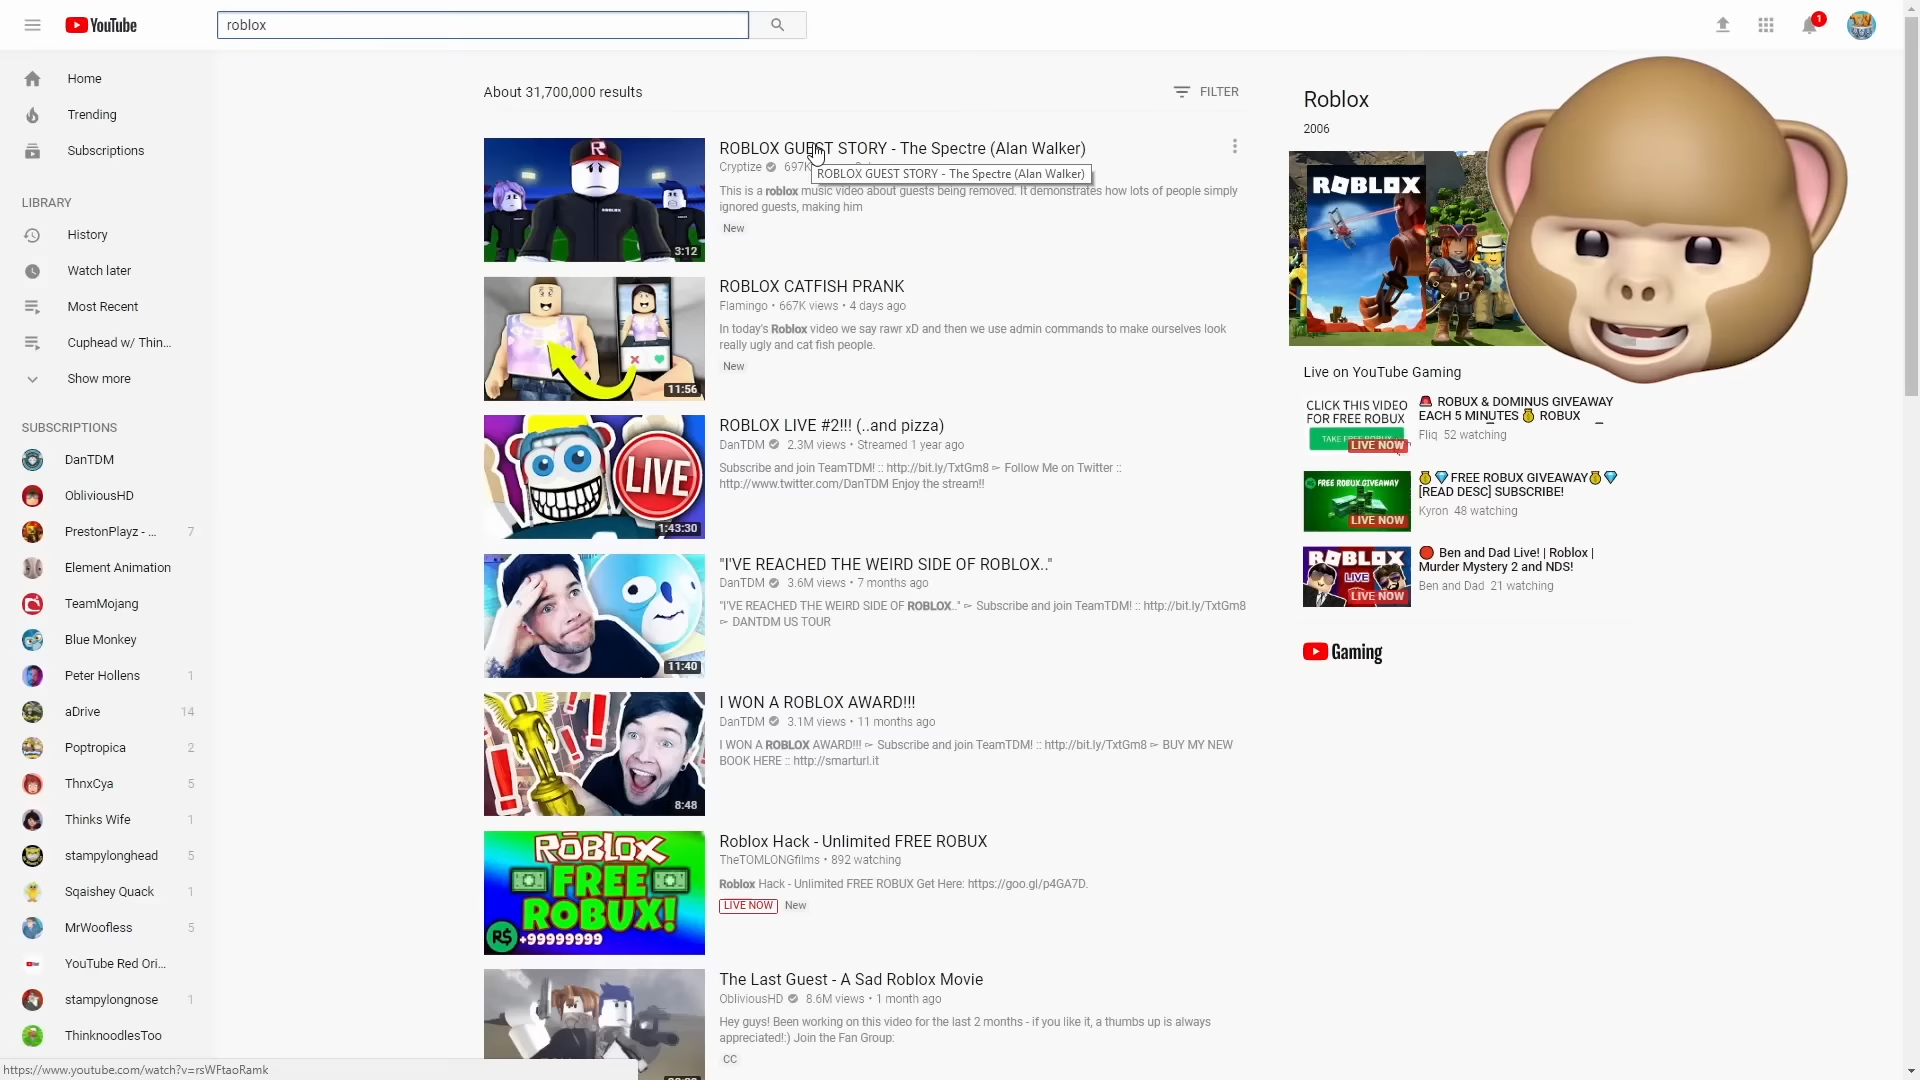 YouTube
roblox
1
Home
Trending
Subscriptions
LIBRARY
History
Watch later
Most Recent
Cuphead w/ Thin...
Show more
SUBSCRIPTIONS
DanTDM
ObliviousHD
PrestonPlayz - ... 7
Element Animation
TeamMojang
Blue Monkey
Peter Hollens 1
aDrive 14
Poptropica 2
ThnxCya 5
Thinks Wife 1
stampylonghead 5
Sqaishey Quack 1
MrWoofless 5
YouTube Red Ori...
stampylongnose 1
ThinknoodlesToo
https://www.youtube.com/watch?v=rsWFtaoRamk
About 31,700,000 results
FILTER
ROBLOX GUEST STORY - The Spectre (Alan Walker)
Cryptize 697K
ROBLOX GUEST STORY - The Spectre (Alan Walker)
This is a roblox music video about guests being removed. It demonstrates how lots of people simply
ignored guests, making him
New
3:12
ROBLOX CATFISH PRANK
Flamingo • 667K views • 4 days ago
In today's Roblox video we say rawr xD and then we use admin commands to make ourselves look
really ugly and cat fish people.
New
11:56
ROBLOX LIVE #2!!! (..and pizza)
DanTDM 2.3M views • Streamed 1 year ago
Subscribe and join TeamTDM! :: http://bit.ly/TxtGm8 ► Follow Me on Twitter ::
http://www.twitter.com/DanTDM Enjoy the stream!!
LIVE
1:43:30
"I'VE REACHED THE WEIRD SIDE OF ROBLOX.."
DanTDM 3.6M views • 7 months ago
"I'VE REACHED THE WEIRD SIDE OF ROBLOX.." ► Subscribe and join TeamTDM! :: http://bit.ly/TxtGm8
► DANTDM US TOUR
11:40
I WON A ROBLOX AWARD!!!
DanTDM 3.1M views • 11 months ago
I WON A ROBLOX AWARD!!! ► Subscribe and join TeamTDM! :: http://bit.ly/TxtGm8 ► BUY MY NEW
BOOK HERE :: http://smarturl.it
8:48
Roblox Hack - Unlimited FREE ROBUX
TheTOMLONGfilms • 892 watching
Roblox Hack - Unlimited FREE ROBUX Get Here: https://goo.gl/p4GA7D.
LIVE NOW New
ROBLOX
FREE
ROBUX!
R$ +99999999
The Last Guest - A Sad Roblox Movie
ObliviousHD 8.6M views • 1 month ago
Hey guys! Been working on this video for the last 2 months - if you like it, a thumbs up is always
appreciated!:) Join the Fan Group:
CC
Roblox
2006
ROBLOX
Live on YouTube Gaming
CLICK THIS VIDEO
FOR FREE ROBUX
TAKE FREE ROBUX
LIVE NOW
ROBUX & DOMINUS GIVEAWAY
EACH 5 MINUTES 💰 ROBUX
Fliq 52 watching
FREE ROBUX GIVEAWAY
LIVE NOW
💰💎FREE ROBUX GIVEAWAY💰💎
[READ DESC] SUBSCRIBE!
Kyron 48 watching
ROBLOX
LIVE
LIVE NOW
Ben and Dad Live! | Roblox |
Murder Mystery 2 and NDS!
Ben and Dad 21 watching
Gaming